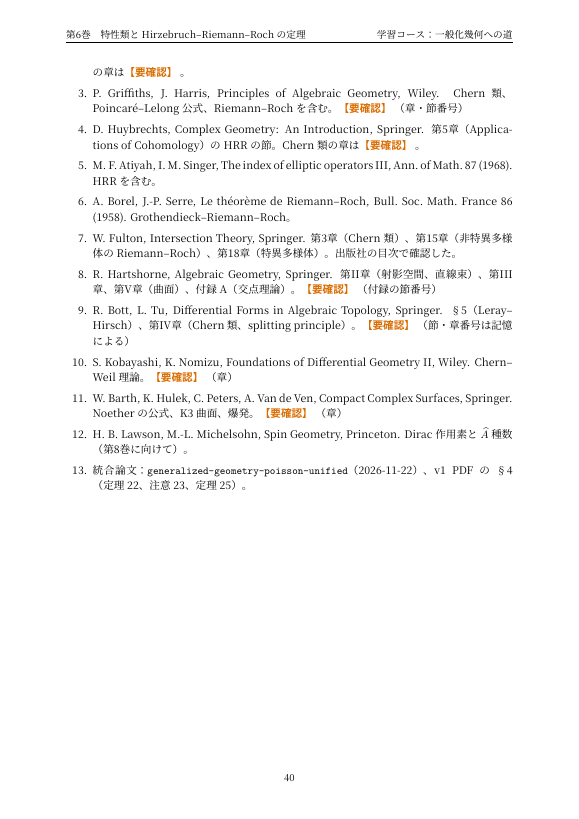 第6巻 特性類と Hirzebruch–Riemann–Roch の定理 学習コース：一般化幾何への道
の章は【要確認】。
3. P. Griffiths, J. Harris, Principles of Algebraic Geometry, Wiley. Chern 類、
Poincaré–Lelong 公式、Riemann–Roch を含む。【要確認】（章・節番号）
4. D. Huybrechts, Complex Geometry: An Introduction, Springer. 第5章（Applica-
tions of Cohomology）の HRR の節。Chern 類の章は【要確認】。
5. M. F. Atiyah, I. M. Singer, The index of elliptic operators III, Ann. of Math. 87 (1968).
HRR を含む。
6. A. Borel, J.-P. Serre, Le théorème de Riemann–Roch, Bull. Soc. Math. France 86
(1958). Grothendieck–Riemann–Roch。
7. W. Fulton, Intersection Theory, Springer. 第3章（Chern 類）、第15章（非特異多様
体の Riemann–Roch）、第18章（特異多様体）。出版社の目次で確認した。
8. R. Hartshorne, Algebraic Geometry, Springer. 第II章（射影空間、直線束）、第III
章、第V章（曲面）、付録 A（交点理論）。【要確認】（付録の節番号）
9. R. Bott, L. Tu, Differential Forms in Algebraic Topology, Springer. §5（Leray–
Hirsch）、第IV章（Chern 類、splitting principle）。【要確認】（節・章番号は記憶
による）
10. S. Kobayashi, K. Nomizu, Foundations of Differential Geometry II, Wiley. Chern–
Weil 理論。【要確認】（章）
11. W. Barth, K. Hulek, C. Peters, A. Van de Ven, Compact Complex Surfaces, Springer.
Noether の公式、K3 曲面、爆発。【要確認】（章）
12. H. B. Lawson, M.-L. Michelsohn, Spin Geometry, Princeton. Dirac 作用素と Â 種数
（第8巻に向けて）。
13. 統合論文：generalized-geometry-poisson-unified（2026-11-22）、v1 PDF の §4
（定理 22、注意 23、定理 25）。
40